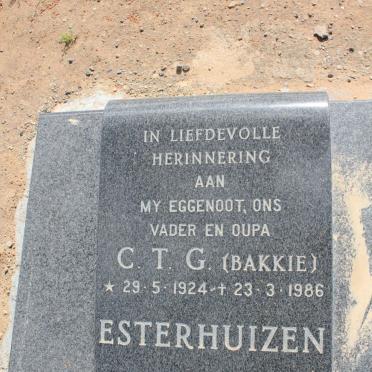 IN LIEFDEVOLLE
HERINNERING
AAN
MY EGGENOOT, ONS
VADER EN OUPA
C. T. G. (BAKKIE)
* 29·5·1924 + 23·3·1986
ESTERHUIZEN